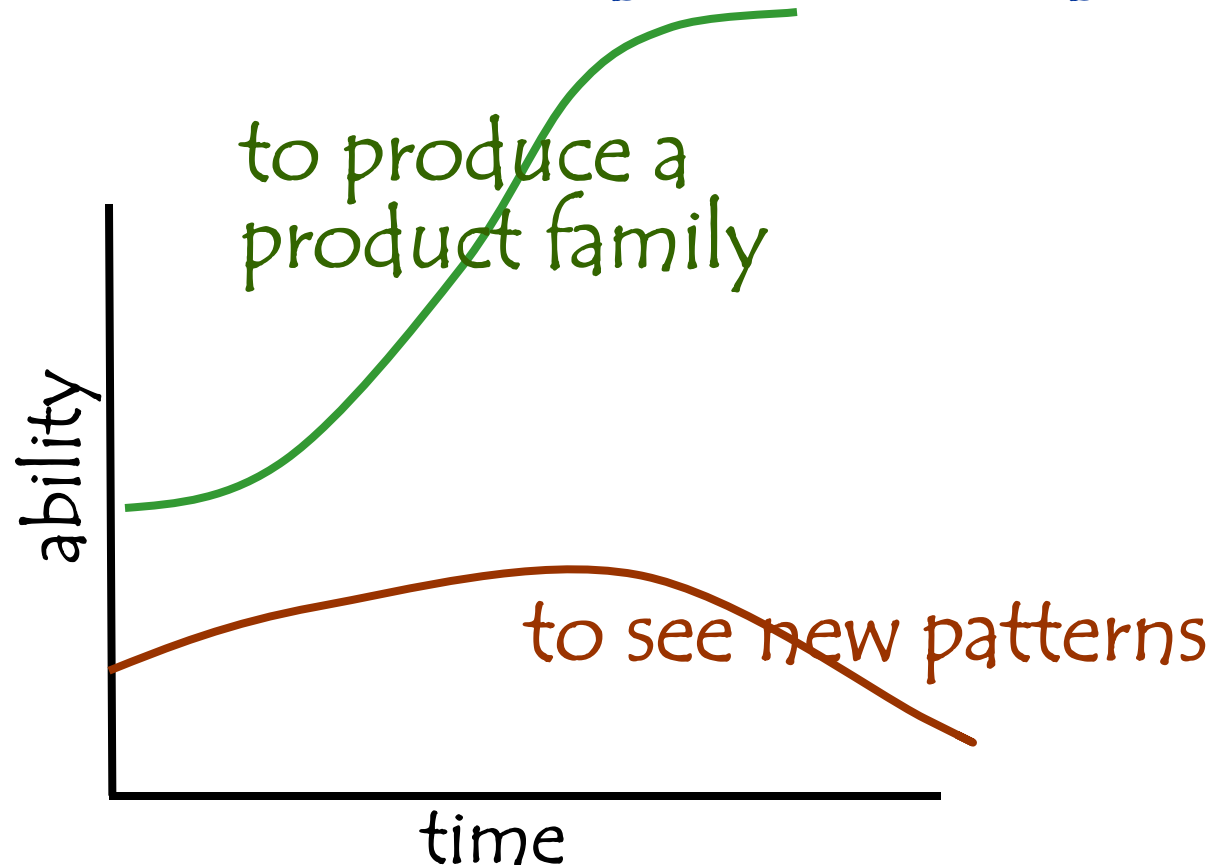 to produce a
product family
ability
to see new patterns
time